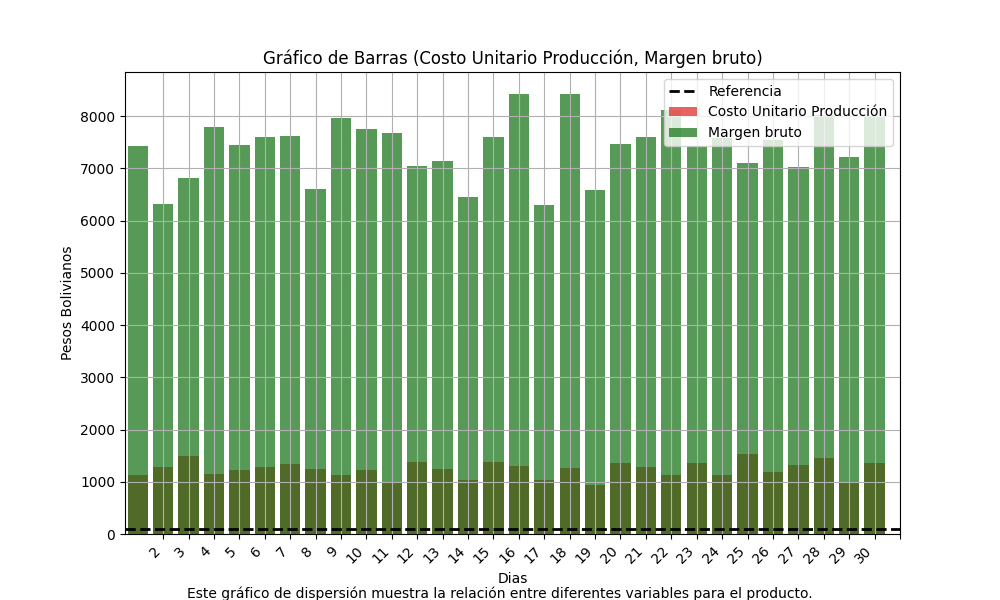 Gráfico de Barras (Costo Unitario Producción, Margen bruto)
Referencia
Costo Unitario Producción
Margen bruto
8000
7000
6000
5000
4000
3000
2000
1000
0
Pesos Bolivianos
2 3 4 5 6 7 8 9 10 11 12 13 14 15 16 17 18 19 20 21 22 23 24 25 26 27 28 29 30
Dias
Este gráfico de dispersión muestra la relación entre diferentes variables para el producto.